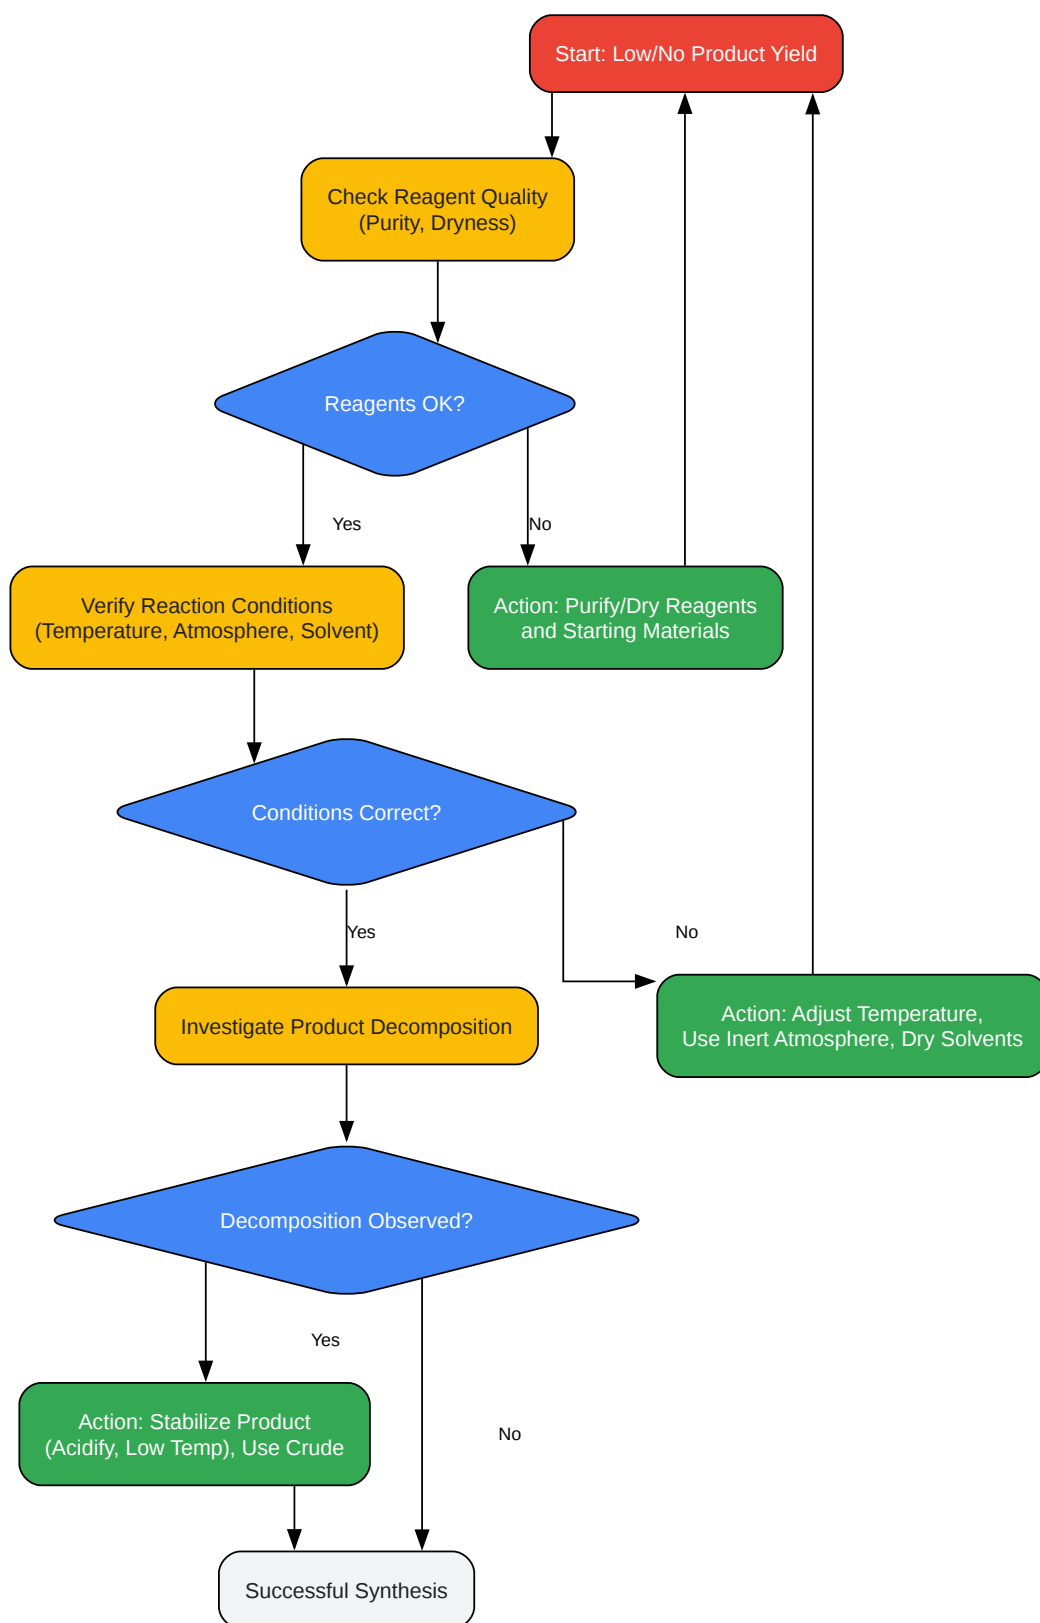 Start: Low/No Product Yield
Check Reagent Quality
(Purity, Dryness)
Reagents OK?
Yes
No
Verify Reaction Conditions
(Temperature, Atmosphere, Solvent)
Action: Purify/Dry Reagents
and Starting Materials
Conditions Correct?
Yes
No
Investigate Product Decomposition
Action: Adjust Temperature,
Use Inert Atmosphere, Dry Solvents
Decomposition Observed?
Yes
Action: Stabilize Product
(Acidify, Low Temp), Use Crude
No
Successful Synthesis